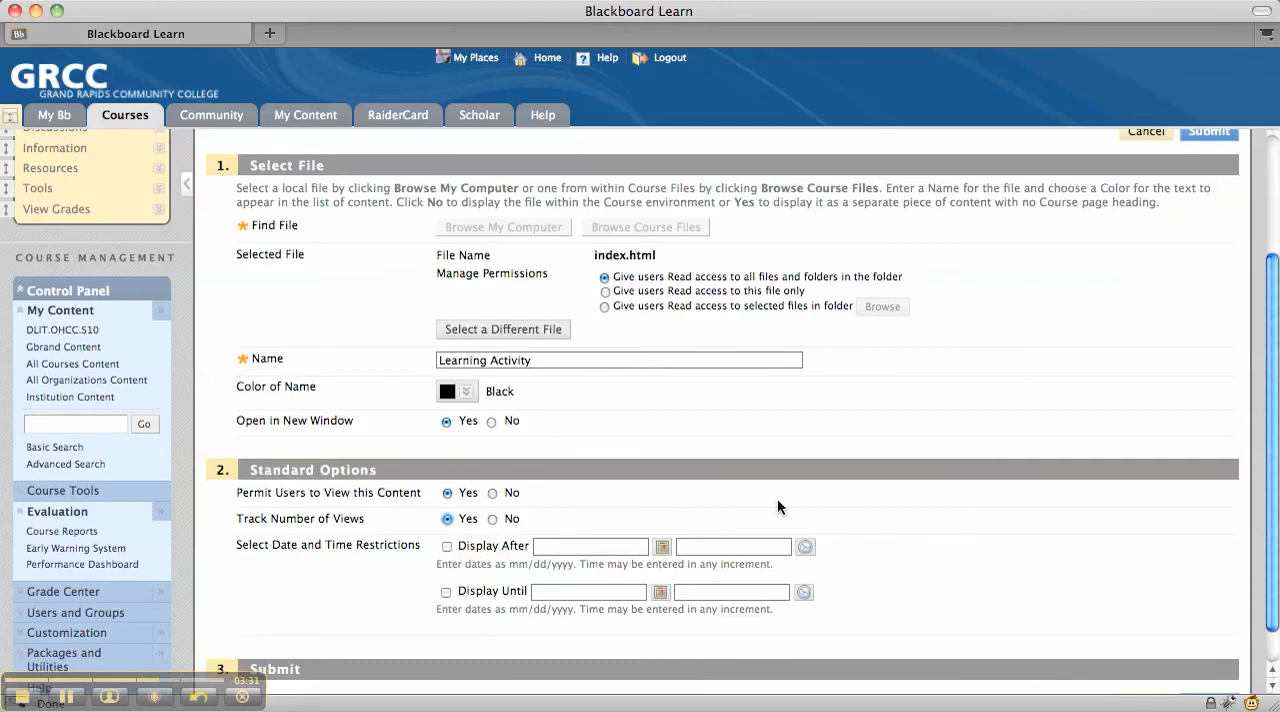 Blackboard Learn
Bb Blackboard Learn +
My Places Home ? Help Logout
GRCC
GRAND RAPIDS COMMUNITY COLLEGE
My Bb Courses Community My Content RaiderCard Scholar Help
Discussions
Information
Resources
Tools
View Grades
COURSE MANAGEMENT
Control Panel
My Content
DLIT.OHCC.S10
Gbrand Content
All Courses Content
All Organizations Content
Institution Content
Go
Basic Search
Advanced Search
Course Tools
Evaluation
Course Reports
Early Warning System
Performance Dashboard
Grade Center
Users and Groups
Customization
Packages and
Utilities
Help
Cancel Submit
1. Select File
Select a local file by clicking Browse My Computer or one from within Course Files by clicking Browse Course Files. Enter a Name for the file and choose a Color for the text to
appear in the list of content. Click No to display the file within the Course environment or Yes to display it as a separate piece of content with no Course page heading.
Find File Browse My Computer Browse Course Files
Selected File File Name index.html
Manage Permissions Give users Read access to all files and folders in the folder
Give users Read access to this file only
Give users Read access to selected files in folder Browse
Select a Different File
Name Learning Activity
Color of Name Black
Open in New Window Yes No
2. Standard Options
Permit Users to View this Content Yes No
Track Number of Views Yes No
Select Date and Time Restrictions Display After
Enter dates as mm/dd/yyyy. Time may be entered in any increment.
Display Until
Enter dates as mm/dd/yyyy. Time may be entered in any increment.
3. Submit
03:31
Done